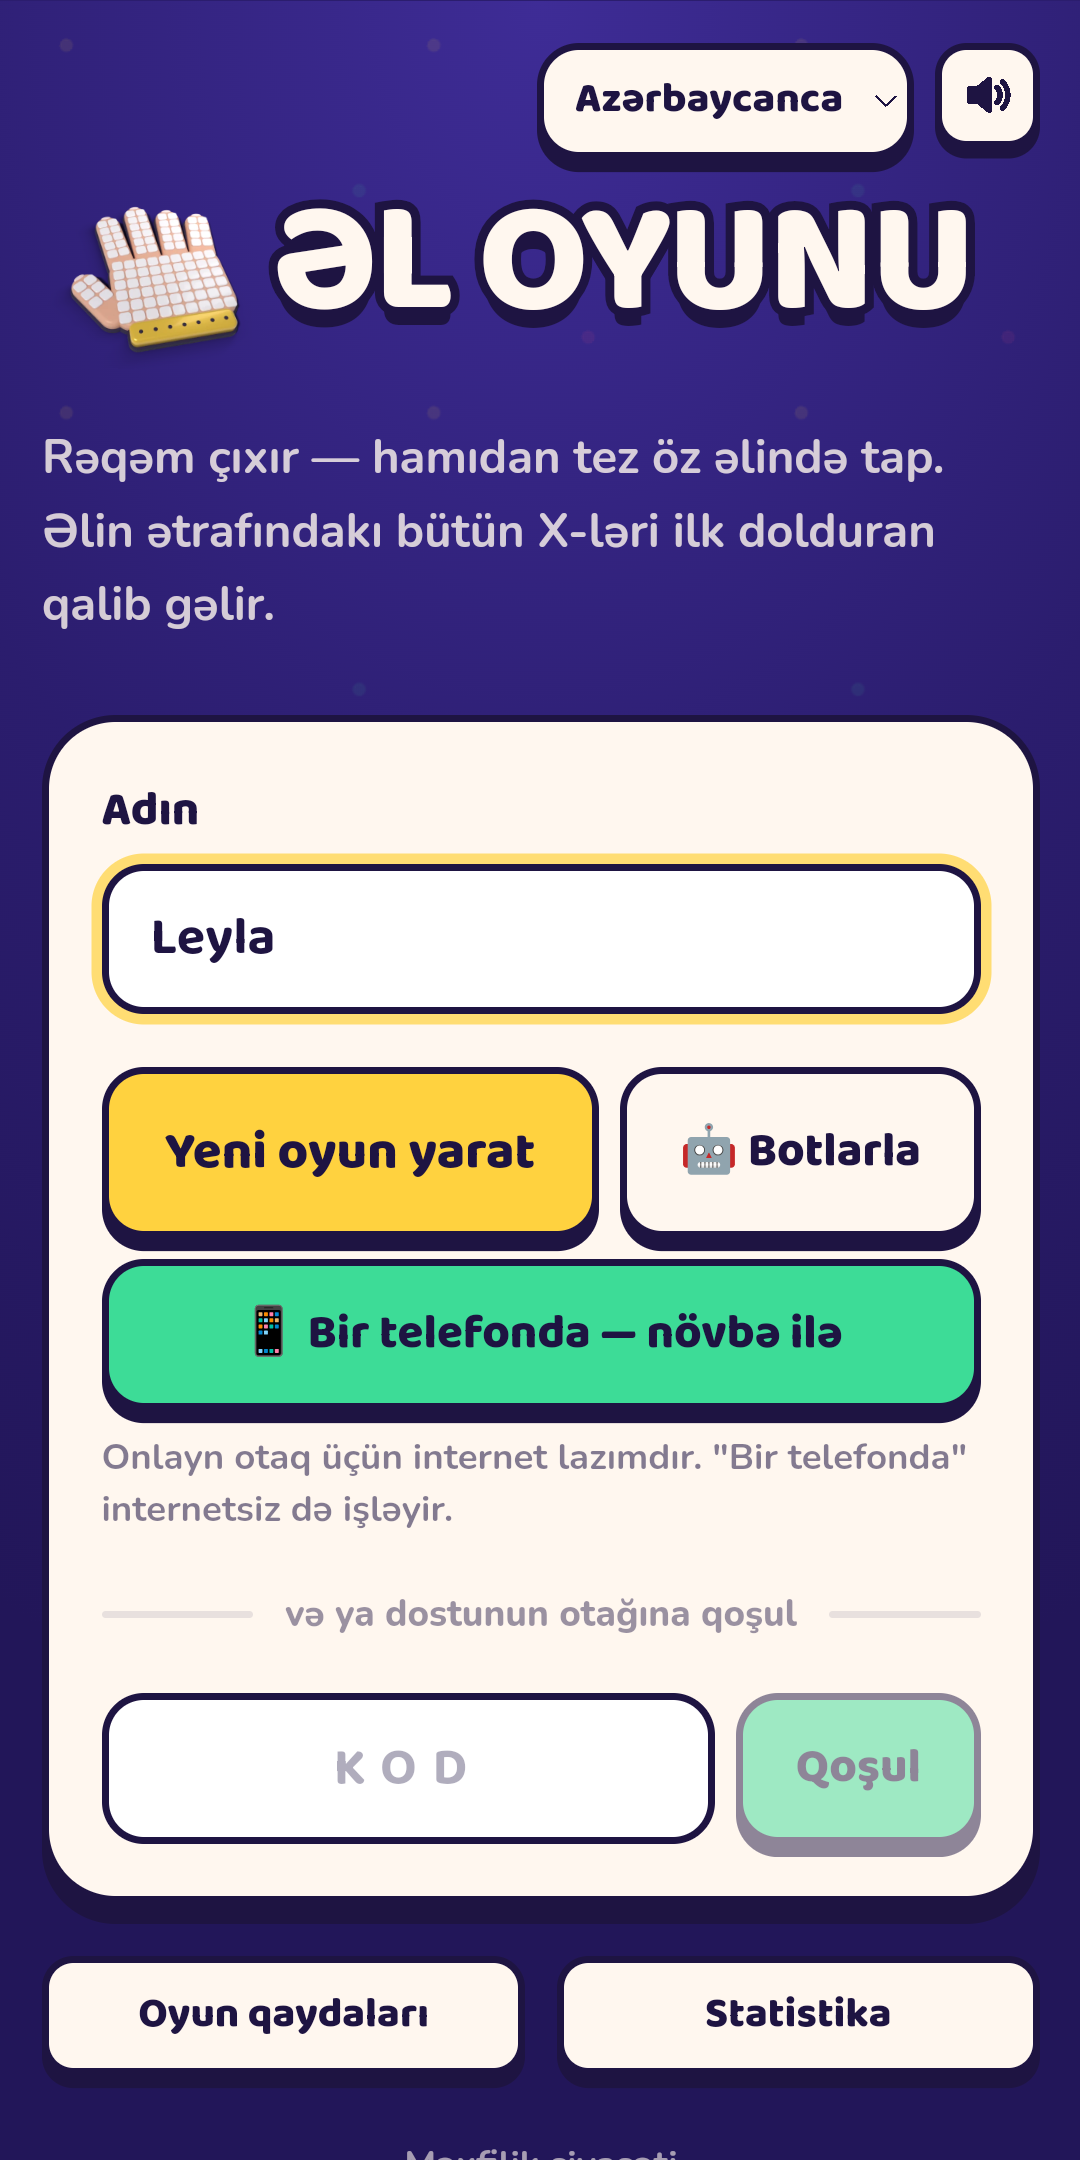 Azərbaycanca
ƏL OYUNU
Rəqəm çıxır — hamıdan tez öz əlində tap.
Əlin ətrafındakı bütün X-ləri ilk dolduran
qalib gəlir.
Adın
Leyla
Yeni oyun yarat
Botlarla
Bir telefonda — növbə ilə
Onlayn otaq üçün internet lazımdır. "Bir telefonda"
internetsiz də işləyir.
və ya dostunun otağına qoşul
KOD
Qoşul
Oyun qaydaları
Statistika